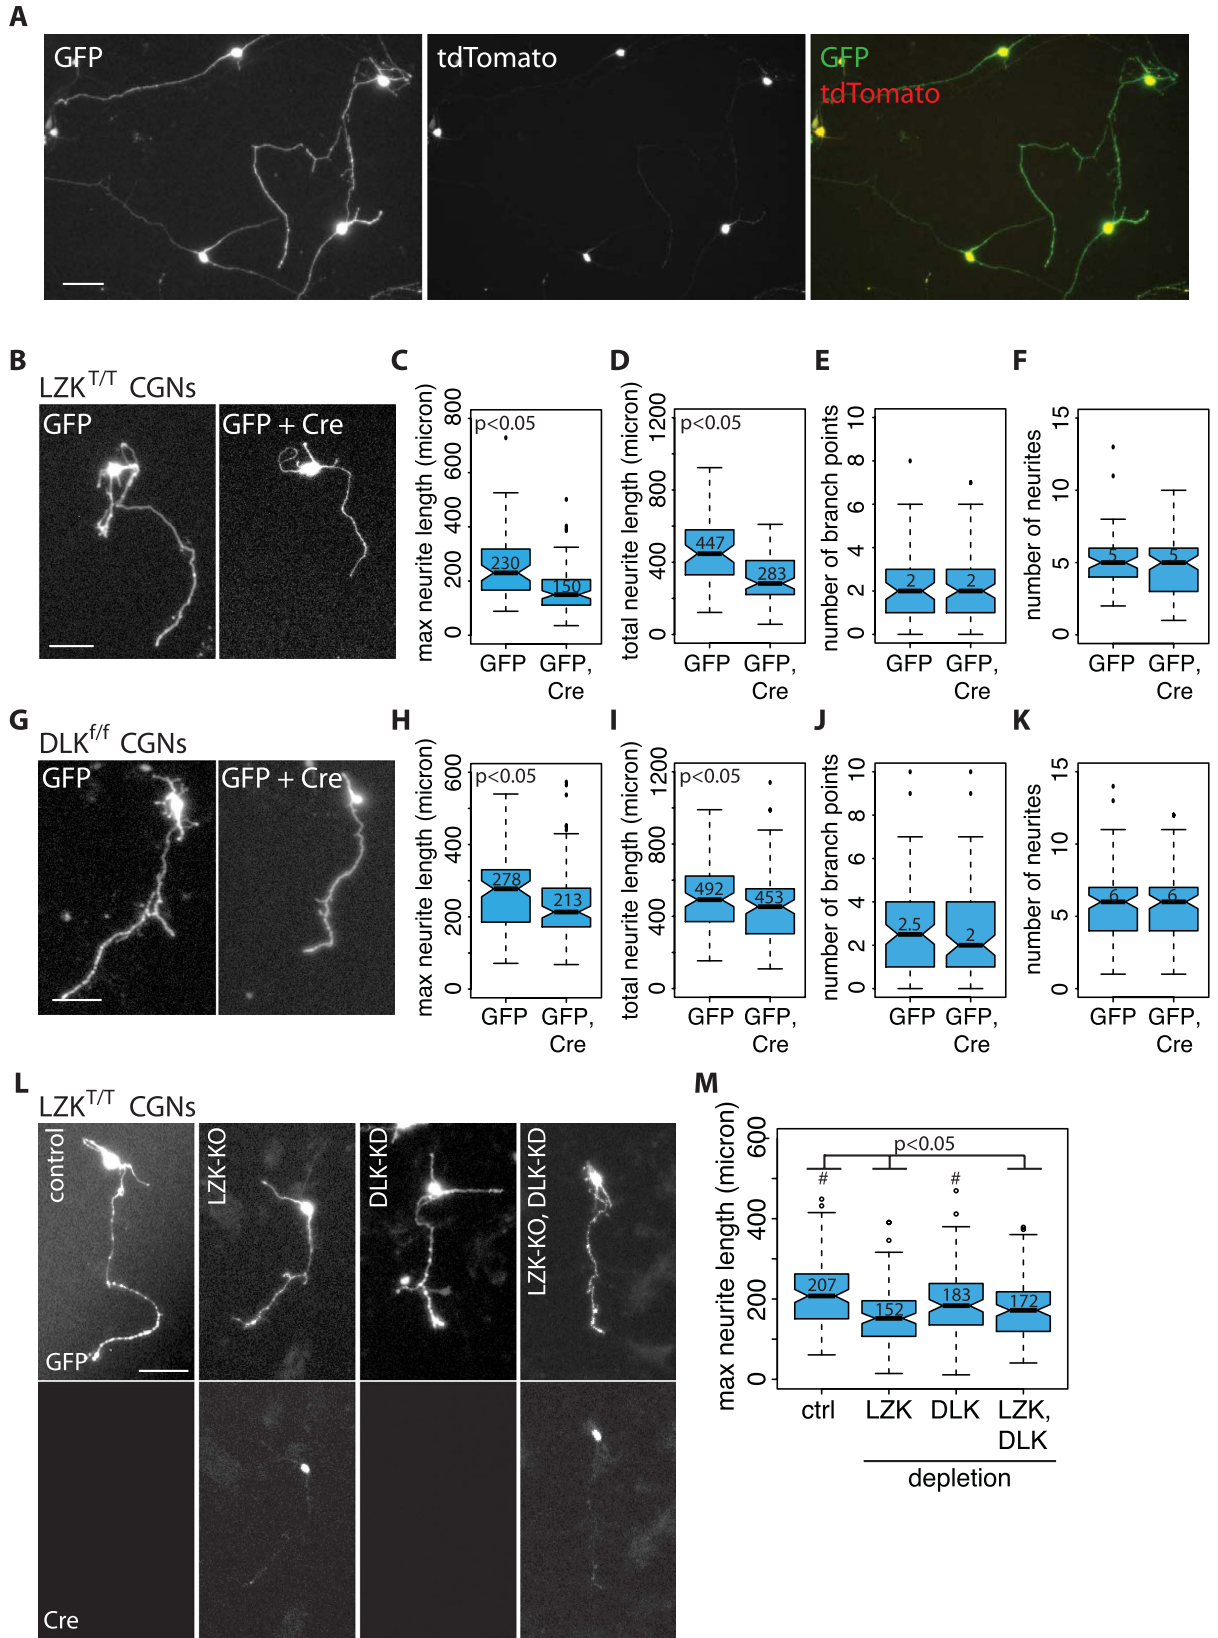 A
GFP
tdTomato
GFP
tdTomato
B
LZK^T/T CGNs
GFP
GFP + Cre
C
max neurite length (micron)
0
200
400
600
800
p<0.05
230
150
GFP
GFP,
Cre
D
total neurite length (micron)
0
400
800
1200
p<0.05
447
283
GFP
GFP,
Cre
E
number of branch points
0
2
4
6
8
10
2
2
GFP
GFP,
Cre
F
number of neurites
0
5
10
15
5
5
GFP
GFP,
Cre
G
DLK^f/f CGNs
GFP
GFP + Cre
H
max neurite length (micron)
0
200
400
600
p<0.05
278
213
GFP
GFP,
Cre
I
total neurite length (micron)
0
400
800
1200
p<0.05
492
453
GFP
GFP,
Cre
J
number of branch points
0
2
4
6
8
10
2.5
2
GFP
GFP,
Cre
K
number of neurites
0
5
10
15
6
6
GFP
GFP,
Cre
L
LZK^T/T CGNs
control
LZK-KO
DLK-KD
LZK-KO, DLK-KD
GFP
Cre
M
max neurite length (micron)
0
200
400
600
p<0.05
#
#
207
152
183
172
ctrl
LZK
DLK
LZK,
DLK
depletion